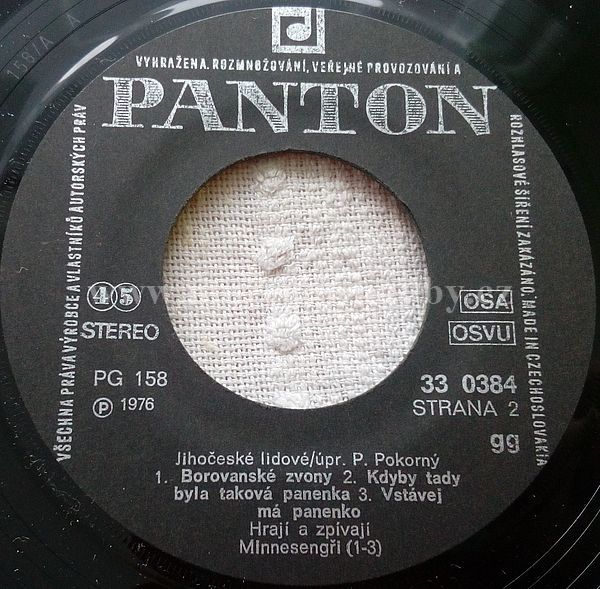 VYHRAŽENA. ROZMNOŽOVÁNÍ, VEŘEJNÉ PROVOZOVÁNÍ A
PANTON
VŠECHNA PRÁVA VÝROBCE A VLASTNÍKŮ AUTORSKÝCH PRÁV
ROZHLASOVÉ ŠÍŘENÍ ZAKÁZÁNO. MADE IN CZECHOSLOVAKIA
45
STEREO
OSA
OSVU
PG 158
℗ 1976
33 0384
STRANA 2
gg
Jihočeské lidové/úpr. P. Pokorný
1. Borovanské zvony 2. Kdyby tady
byla taková panenka 3. Vstávej
má panenko
Hrají a zpívají
Minnesengři (1-3)
158/A A